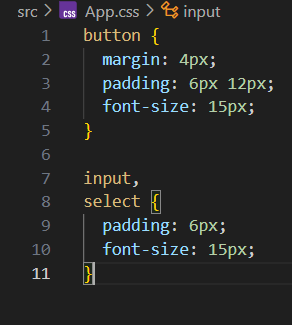 src > App.css > input
1 button {
2 margin: 4px;
3 padding: 6px 12px;
4 font-size: 15px;
5 }
6
7 input,
8 select {
9 padding: 6px;
10 font-size: 15px;
11 }